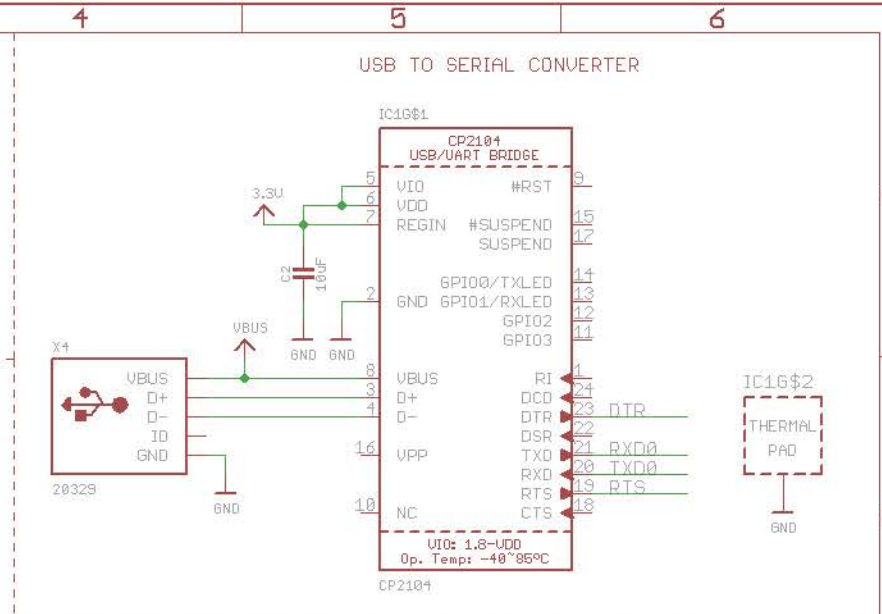 4 5 6
USB TO SERIAL CONVERTER
IC1G$1
CP2104
USB/UART BRIDGE
5 VIO #RST 9
3.3V
6 VDD
7 REGIN #SUSPEND 15
SUSPEND 17
C2
10uF
GPIO0/TXLED 14
2 GND GPIO1/RXLED 13
GPIO2 12
GPIO3 11
VBUS
GND GND
X4
VBUS 8 VBUS RI 1
D+ 3 D+ DCD 24
D- 4 D- DTR 23 DTR
ID DSR 22
GND 16 VPP TXD 21 RXD0
RXD 20 TXD0
RTS 19 RTS
10 NC CTS 18
20329
GND
IC1G$2
THERMAL
PAD
GND
VIO: 1.8-VDD
Op. Temp: -40~85ºC
CP2104